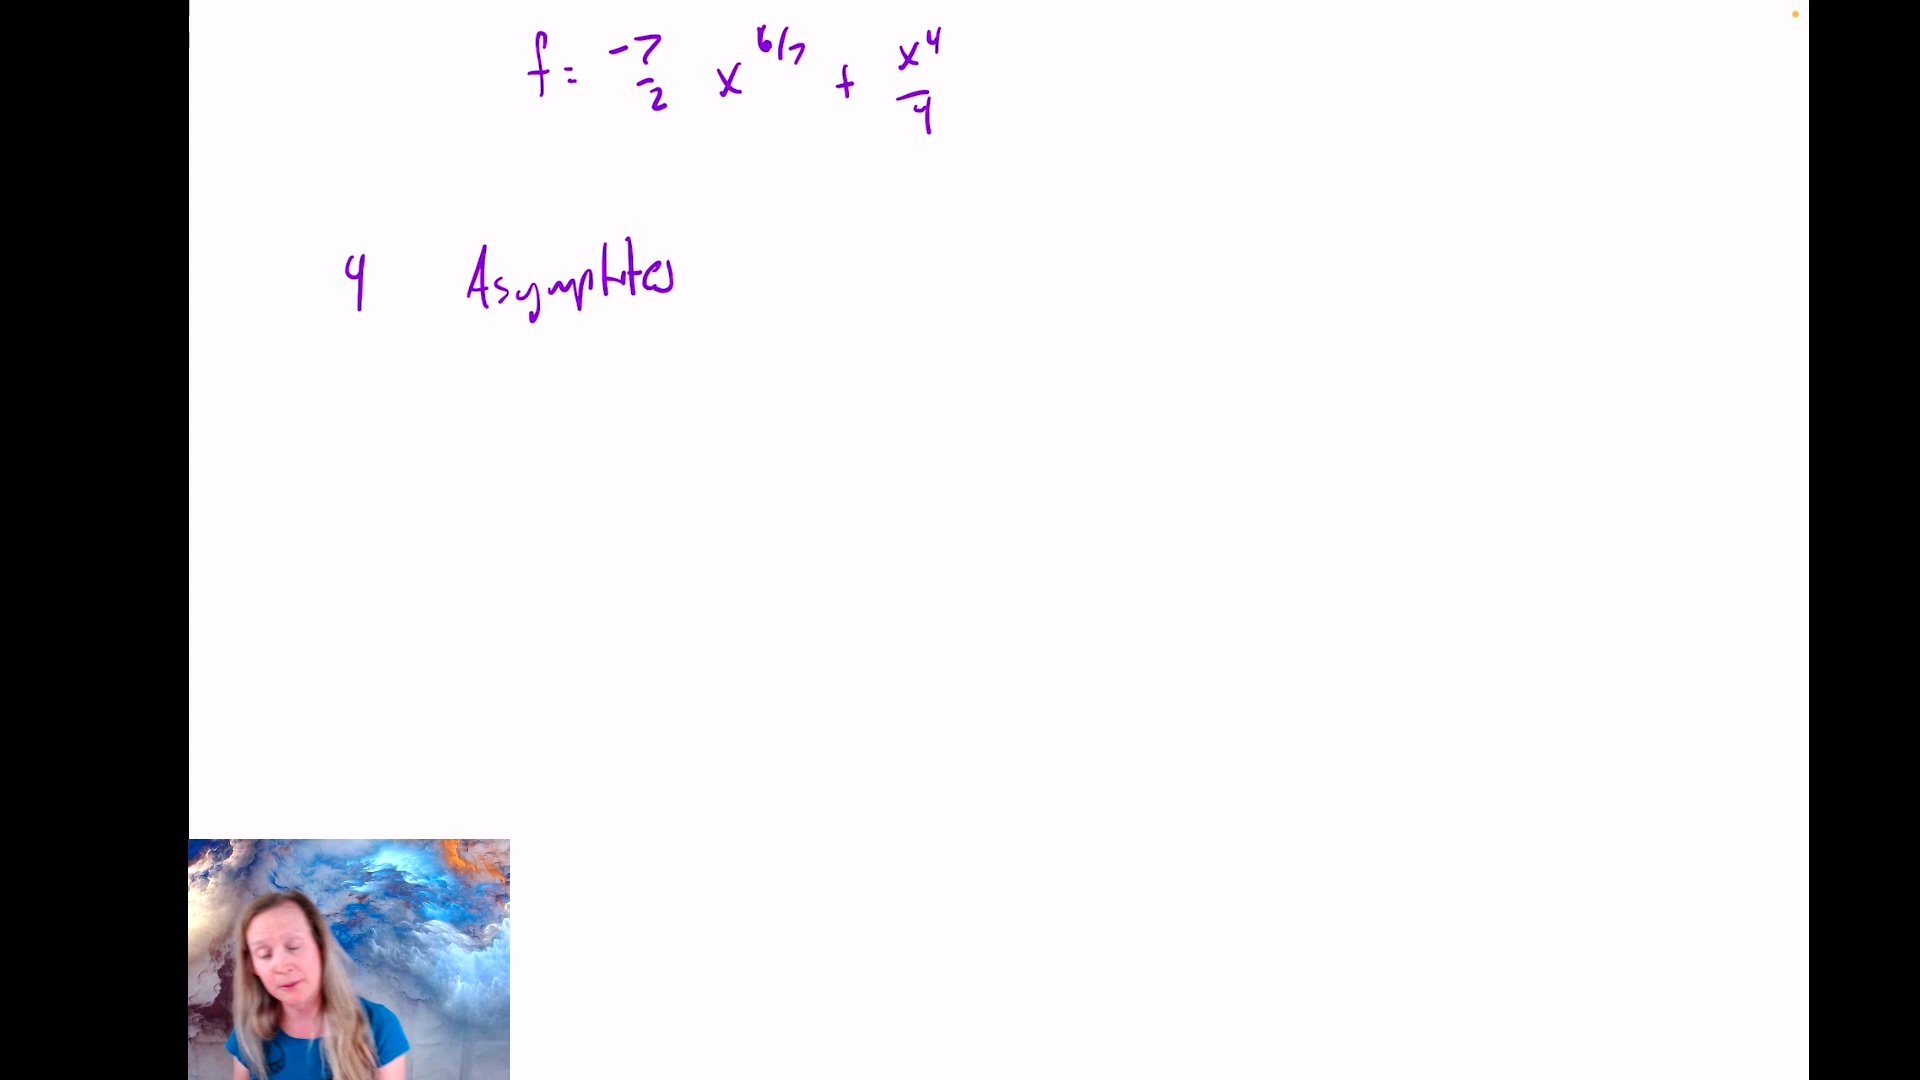 f = -7/2 x^6/7 + x^4/4
4 Asymptotes